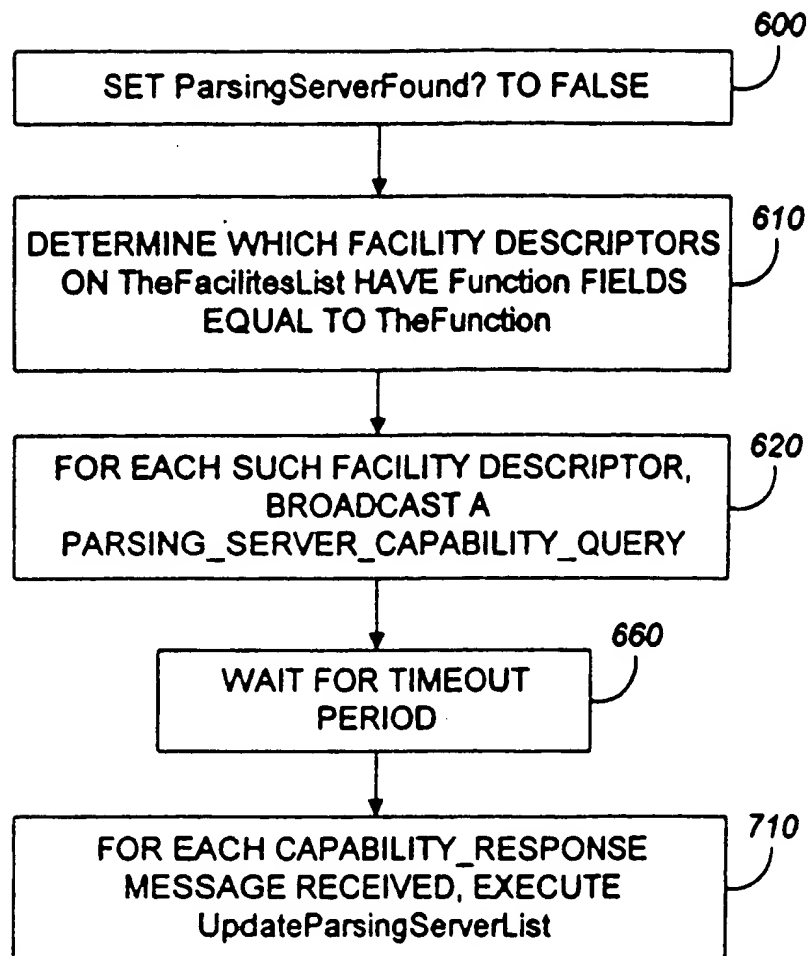 600
SET ParsingServerFound? TO FALSE
610
DETERMINE WHICH FACILITY DESCRIPTORS
ON TheFacilitesList HAVE Function FIELDS
EQUAL TO TheFunction
620
FOR EACH SUCH FACILITY DESCRIPTOR,
BROADCAST A
PARSING_SERVER_CAPABILITY_QUERY
660
WAIT FOR TIMEOUT
PERIOD
710
FOR EACH CAPABILITY_RESPONSE
MESSAGE RECEIVED, EXECUTE
UpdateParsingServerList